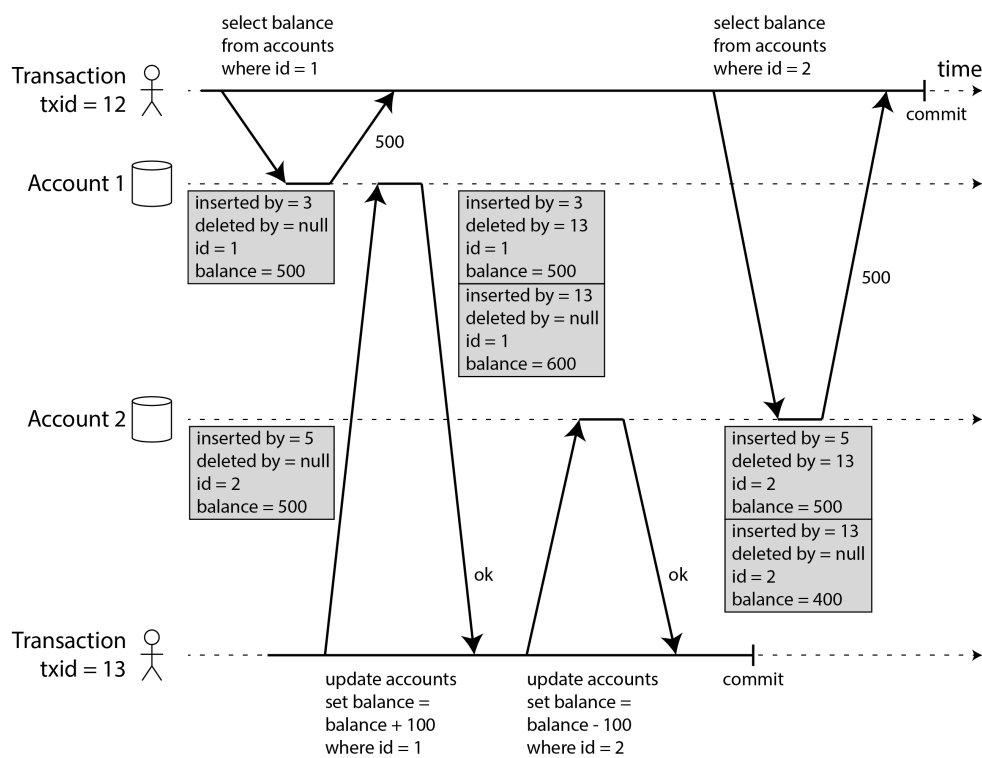 select balance
from accounts
where id = 1
select balance
from accounts
where id = 2
time
Transaction
txid = 12
commit
500
Account 1
inserted by = 3
deleted by = null
id = 1
balance = 500
inserted by = 3
deleted by = 13
id = 1
balance = 500
inserted by = 13
deleted by = null
id = 1
balance = 600
500
Account 2
inserted by = 5
deleted by = null
id = 2
balance = 500
inserted by = 5
deleted by = 13
id = 2
balance = 500
inserted by = 13
deleted by = null
id = 2
balance = 400
ok
ok
Transaction
txid = 13
update accounts
set balance =
balance + 100
where id = 1
update accounts
set balance =
balance - 100
where id = 2
commit